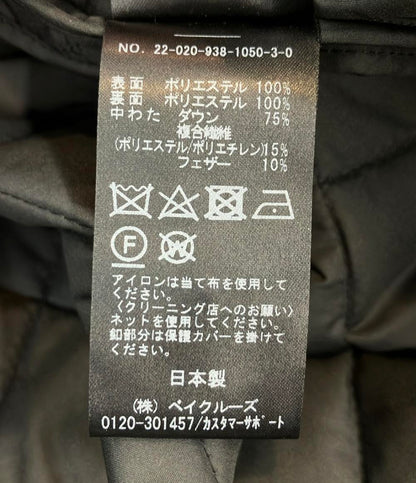 NO. 22-020-938-1050-3-0
表面 ポリエステル 100%
裏面 ポリエステル 100%
中わた ダウン 75%
複合繊維
(ポリエステル/ポリエチレン)15%
フェザー 10%
F W
アイロンは当て布を使用して
ください。
〈クリーニング店へのお願い〉
ネットを使用してください。
釦部分は保護カバーを掛けて
ください。
日本製
(株) ベイクルーズ
0120-301457/カスタマーサポート